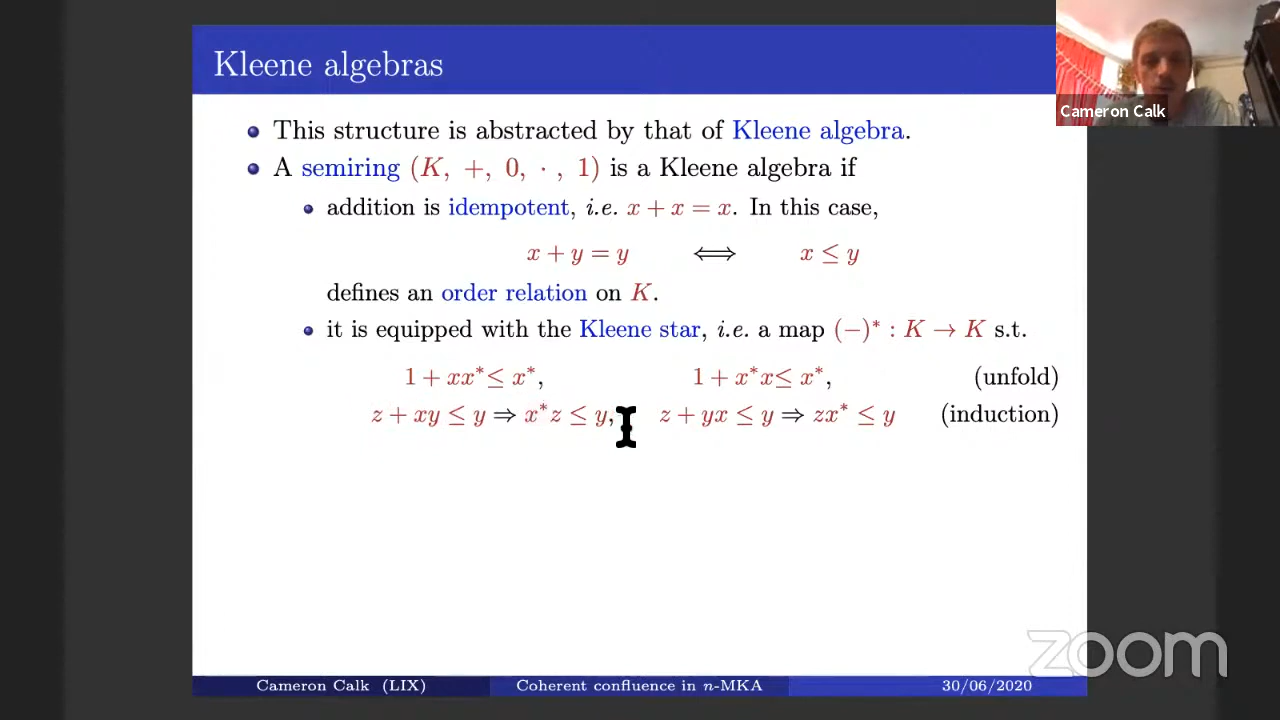 Kleene algebras
Cameron Calk
This structure is abstracted by that of Kleene algebra.
A semiring (K, +, 0, · , 1) is a Kleene algebra if
addition is idempotent, i.e. x + x = x. In this case,
x + y = y ⟺ x ≤ y
defines an order relation on K.
it is equipped with the Kleene star, i.e. a map (−)* : K → K s.t.
1 + xx* ≤ x*, 1 + x*x ≤ x*, (unfold)
z + xy ≤ y ⇒ x*z ≤ y, z + yx ≤ y ⇒ zx* ≤ y (induction)
zoom
Cameron Calk (LIX) Coherent confluence in n-MKA 30/06/2020